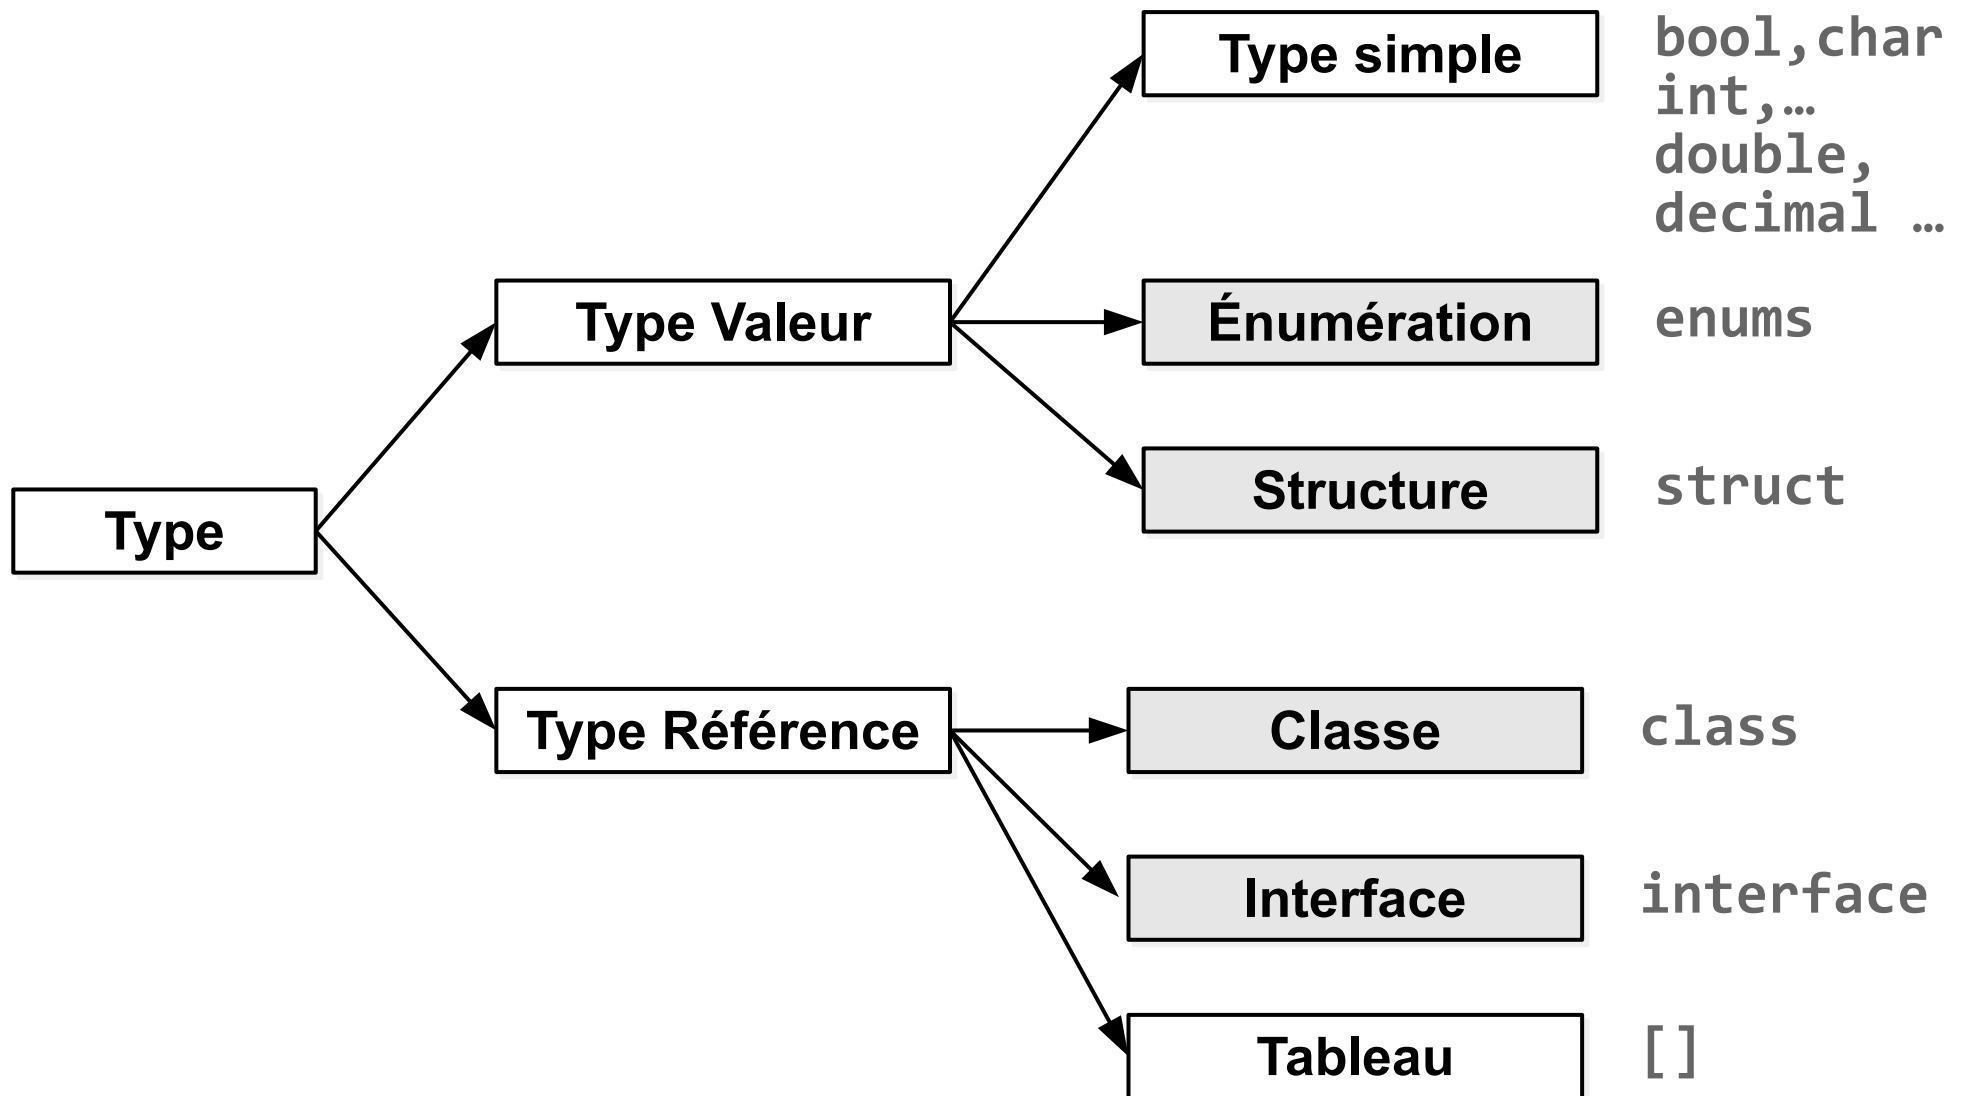 Type simple
bool,char
int,…
double,
decimal …
Type Valeur
Énumération
enums
Structure
struct
Type
Type Référence
Classe
class
Interface
interface
Tableau
[]